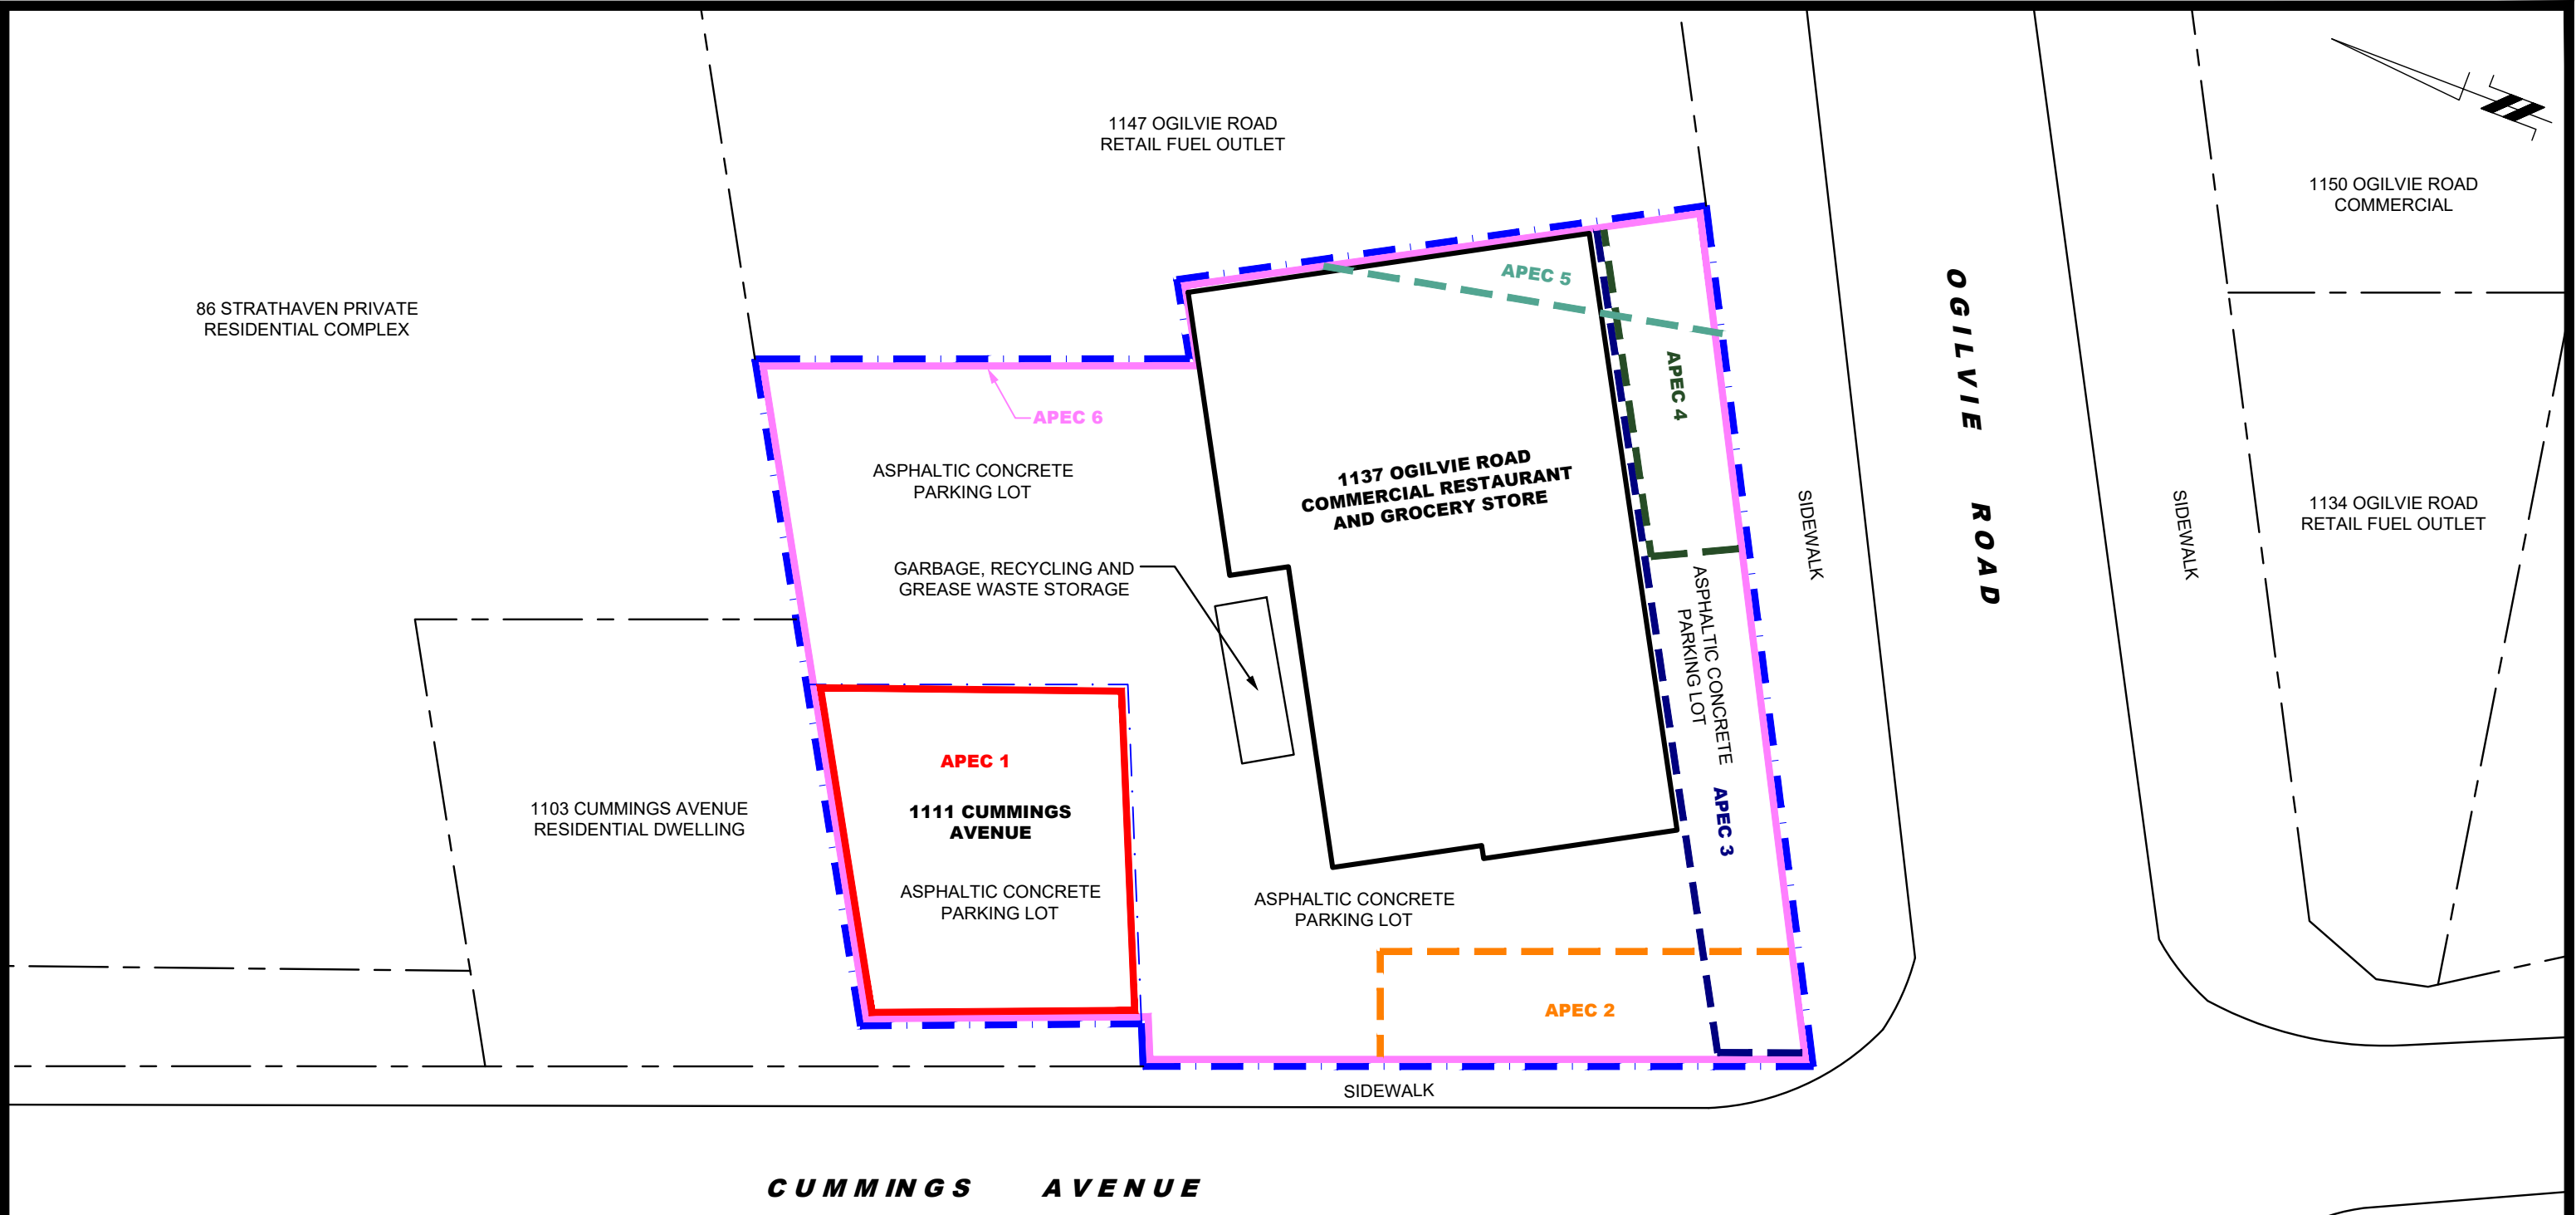 1147 OGILVIE ROAD
RETAIL FUEL OUTLET
1150 OGILVIE ROAD
COMMERCIAL
86 STRATHAVEN PRIVATE
RESIDENTIAL COMPLEX
APEC 5
APEC 4
APEC 6
OGILVIE ROAD
ASPHALTIC CONCRETE
PARKING LOT
1137 OGILVIE ROAD
COMMERCIAL RESTAURANT
AND GROCERY STORE
SIDEWALK
SIDEWALK
1134 OGILVIE ROAD
RETAIL FUEL OUTLET
GARBAGE, RECYCLING AND
GREASE WASTE STORAGE
ASPHALTIC CONCRETE
PARKING LOT
APEC 3
APEC 1
1111 CUMMINGS
AVENUE
1103 CUMMINGS AVENUE
RESIDENTIAL DWELLING
ASPHALTIC CONCRETE
PARKING LOT
ASPHALTIC CONCRETE
PARKING LOT
APEC 2
SIDEWALK
CUMMINGS AVENUE